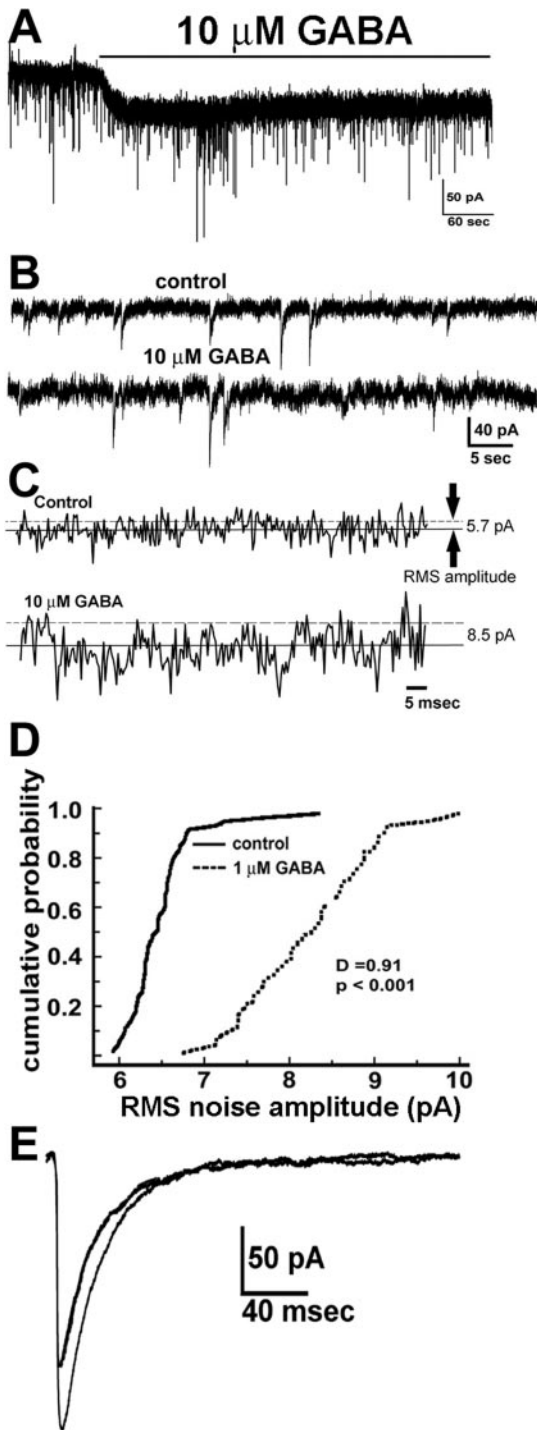 A
10 µM GABA
50 pA
60 sec
B
control
10 µM GABA
40 pA
5 sec
C
Control
5.7 pA
RMS amplitude
10 µM GABA
8.5 pA
5 msec
D
cumulative probability
1.0
0.8
0.6
0.4
0.2
control
1 µM GABA
D =0.91
p < 0.001
6 7 8 9 10
RMS noise amplitude (pA)
E
50 pA
40 msec